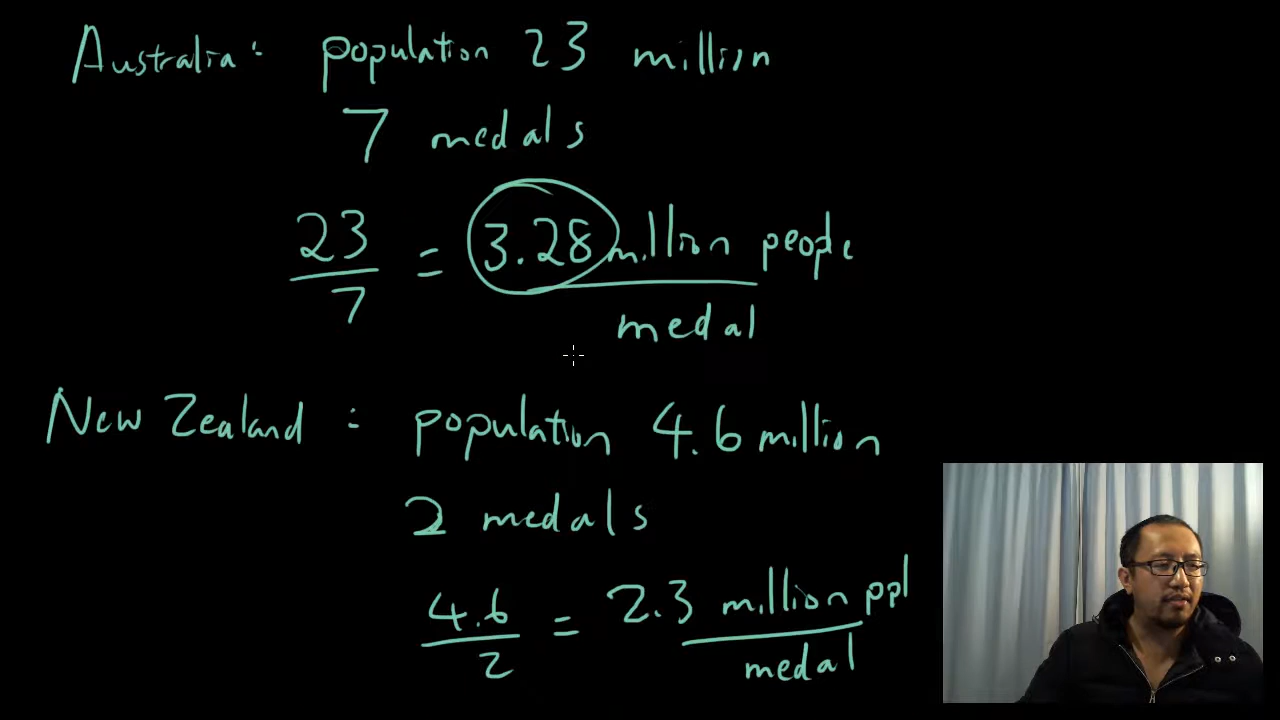 Australia: population 23 million
7 medals
23/7 = 3.28 million people/medal
New Zealand: population 4.6 million
2 medals
4.6/2 = 2.3 million ppl/medal